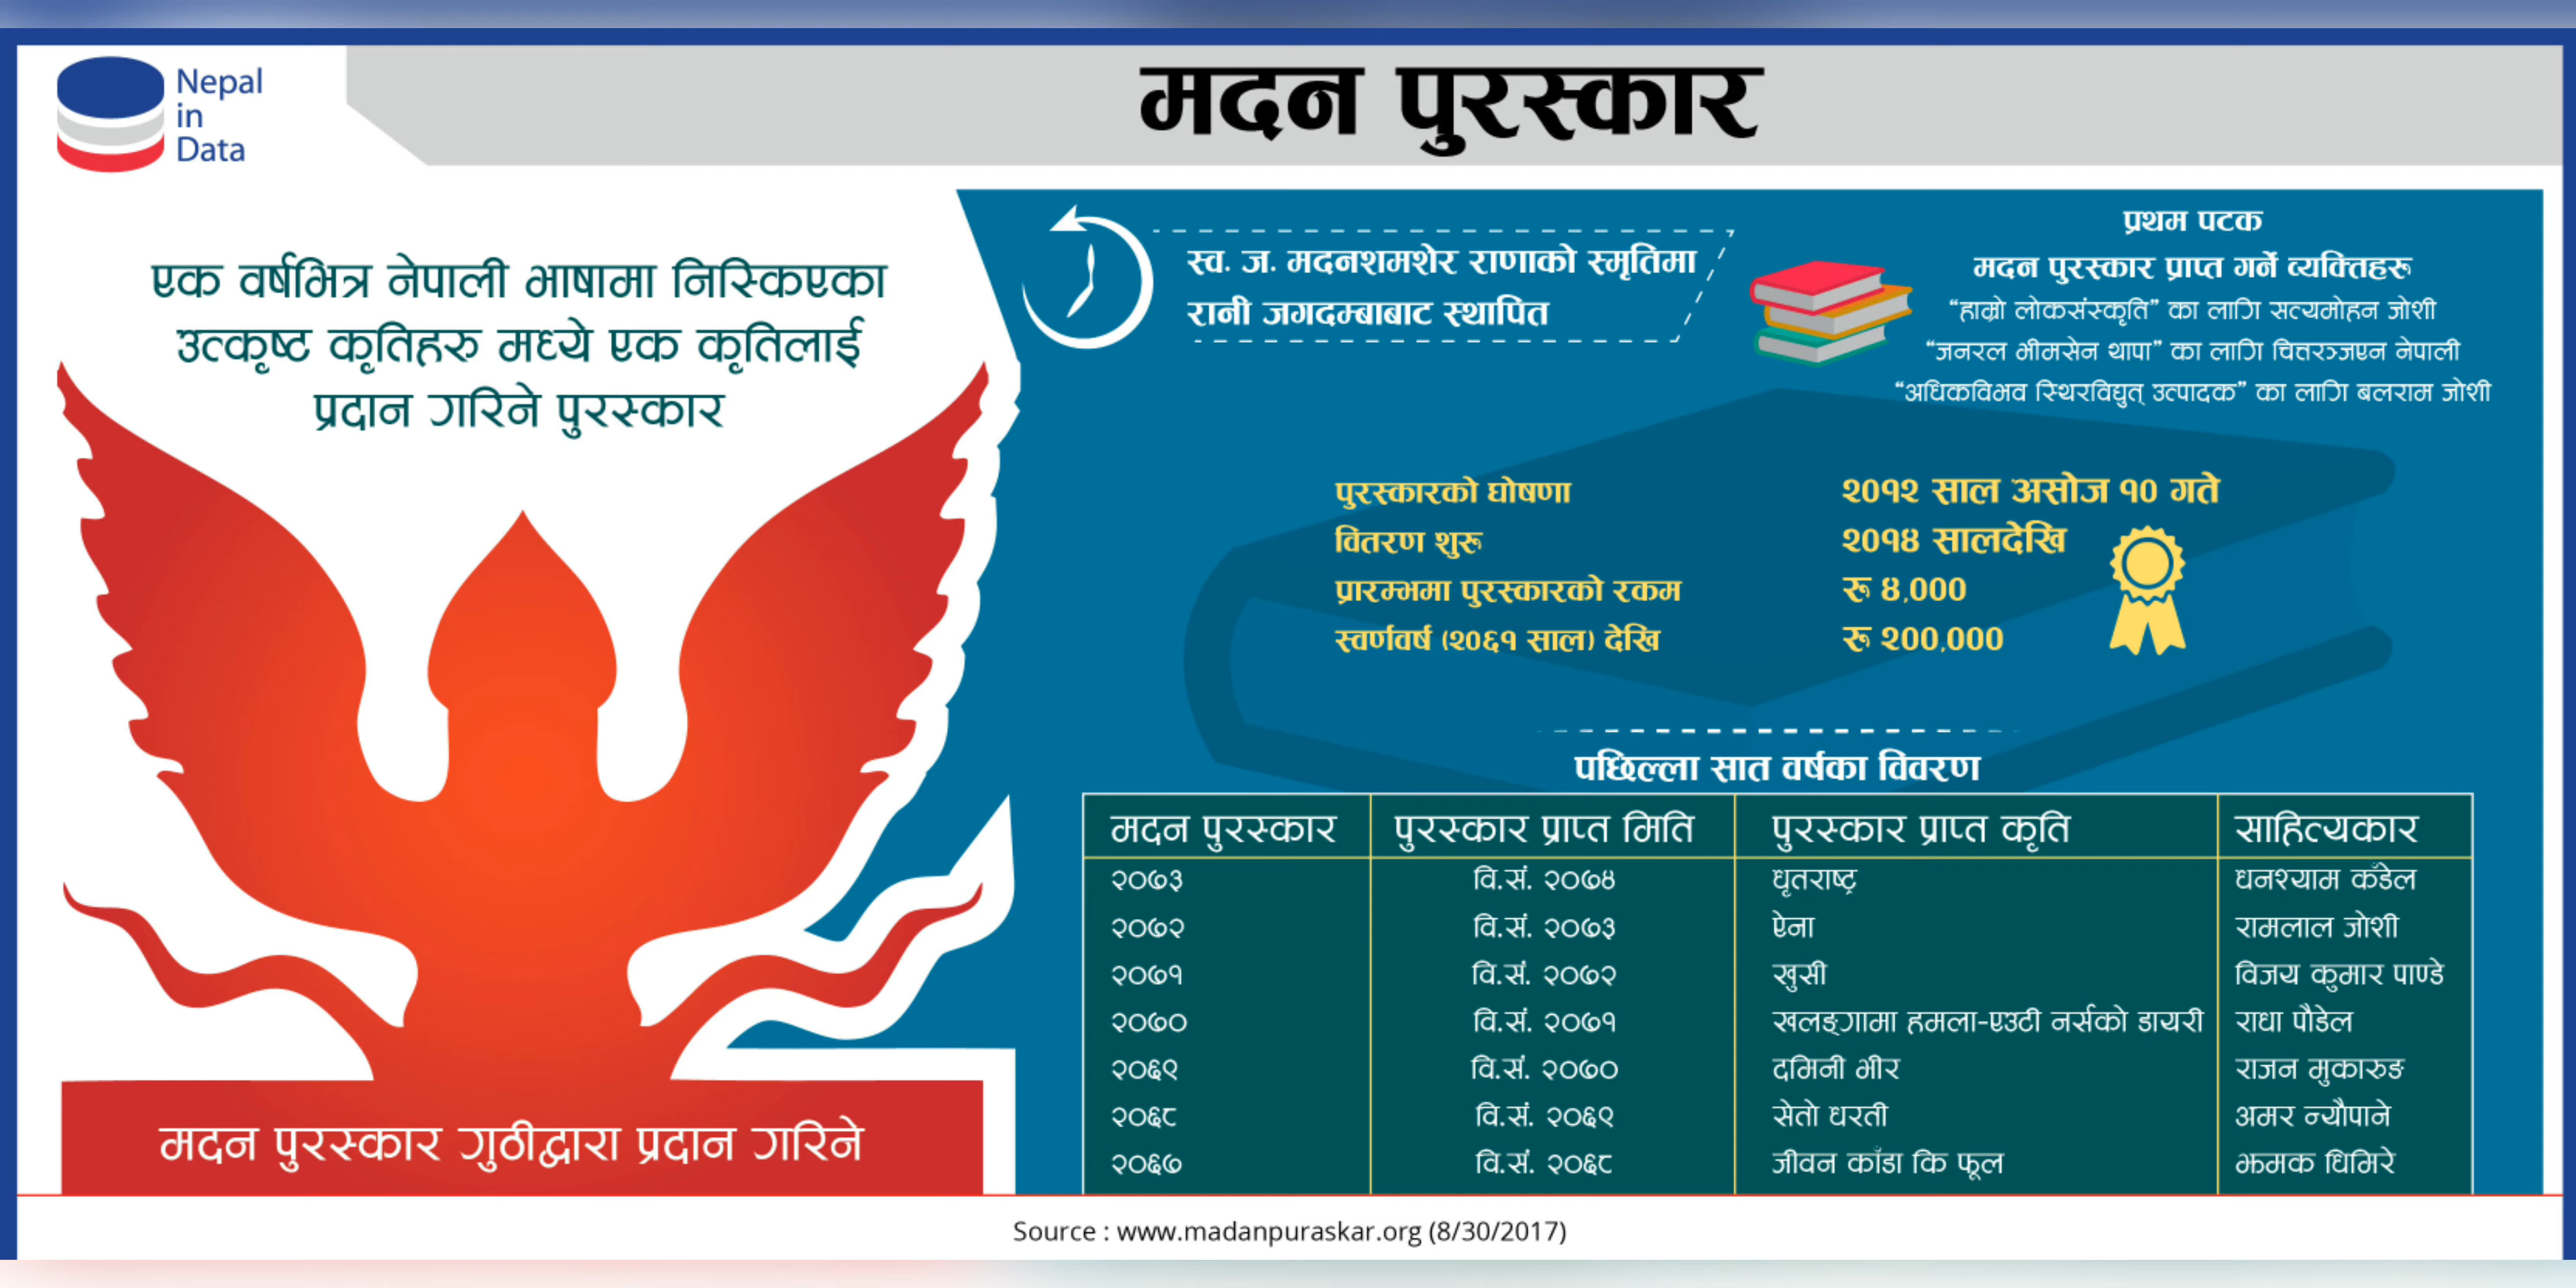 Nepal
in
Data
मदन पुरस्कार
एक वर्षभित्र नेपाली भाषामा निस्किएका
उत्कृष्ट कृतिहरु मध्ये एक कृतिलाई
प्रदान गरिने पुरस्कार
मदन पुरस्कार गुठीद्वारा प्रदान गरिने
स्व. ज. मदनशमशेर राणाको स्मृतिमा
रानी जगदम्बाबाट स्थापित
प्रथम पटक
मदन पुरस्कार प्राप्त गर्ने व्यक्तिहरू
“हाम्रो लोकसंस्कृति” का लागि सत्यमोहन जोशी
“जनरल भीमसेन थापा” का लागि चित्तरञ्जएन नेपाली
“अधिकविभव स्थिरविद्युत् उत्पादक” का लागि बलराम जोशी
पुरस्कारको घोषणा २०१२ साल असोज १० गते
वितरण शुरू २०१४ सालदेखि
प्रारम्भमा पुरस्कारको रकम रू ४,०००
स्वर्णवर्ष (२०६१ साल) देखि रू २००,०००
पछिल्ला सात वर्षका विवरण
मदन पुरस्कार पुरस्कार प्राप्त मिति पुरस्कार प्राप्त कृति साहित्यकार
२०७३ वि.सं. २०७४ धृतराष्ट्र घनश्याम कँडेल
२०७२ वि.सं. २०७३ ऐना रामलाल जोशी
२०७१ वि.सं. २०७२ खुसी विजय कुमार पाण्डे
२०७० वि.सं. २०७१ खलङ्गामा हमला-एउटी नर्सको डायरी राधा पौडेल
२०६९ वि.सं. २०७० दमिनी भीर राजन मुकारुङ
२०६८ वि.सं. २०६९ सेतो धरती अमर न्यौपाने
२०६७ वि.सं. २०६८ जीवन काँडा कि फूल झमक घिमिरे
Source : www.madanpuraskar.org (8/30/2017)